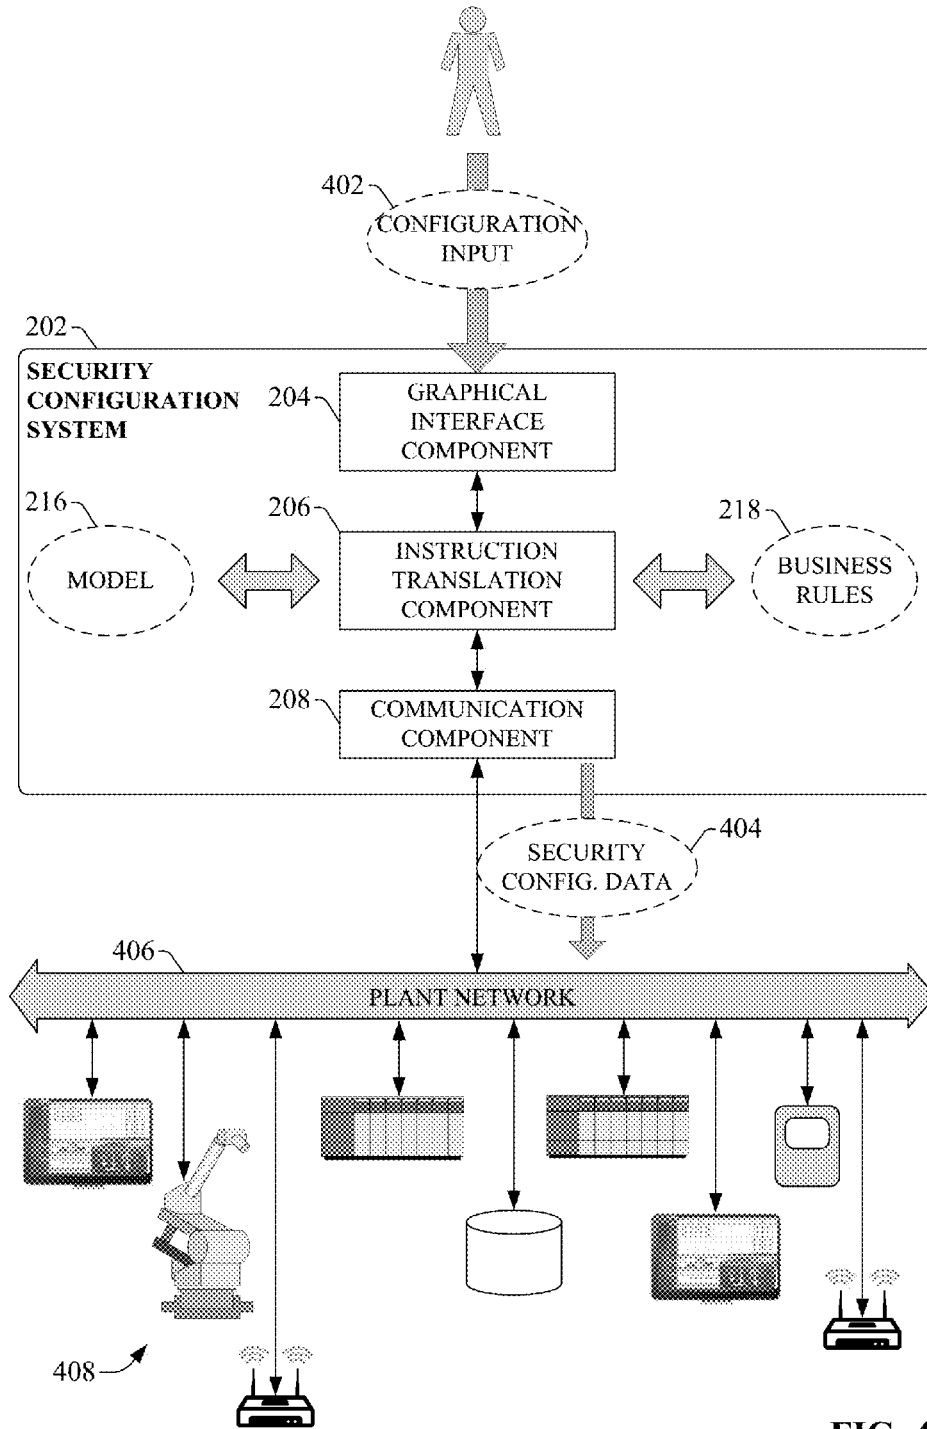 402
CONFIGURATION
INPUT
202
SECURITY
CONFIGURATION
SYSTEM
204
GRAPHICAL
INTERFACE
COMPONENT
216
MODEL
206
INSTRUCTION
TRANSLATION
COMPONENT
218
BUSINESS
RULES
208
COMMUNICATION
COMPONENT
404
SECURITY
CONFIG. DATA
406
PLANT NETWORK
408